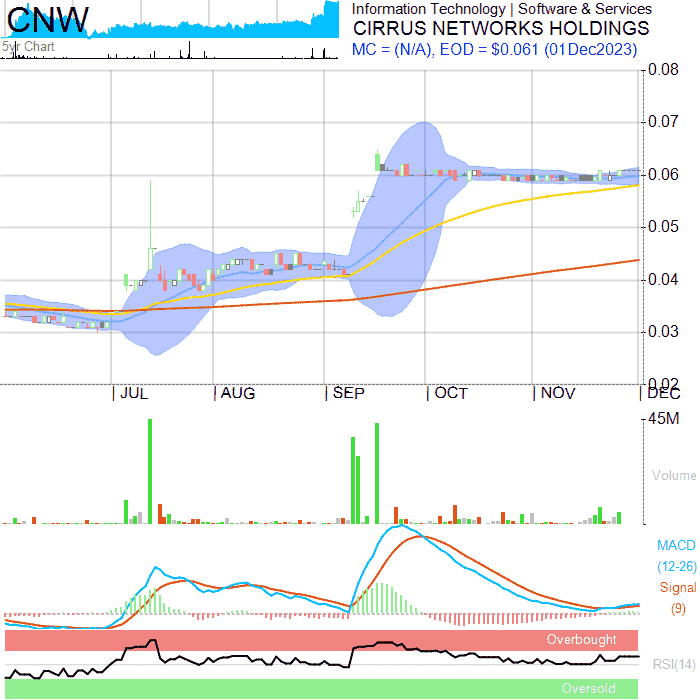 CNW
Information Technology | Software & Services
CIRRUS NETWORKS HOLDINGS
5yr Chart
MC = (N/A), EOD = $0.061 (01Dec2023)
0.08
0.07
0.06
0.05
0.04
0.03
0.02
JUL AUG SEP OCT NOV DEC
45M
Volume
MACD
(12-26)
Signal
(9)
Overbought
RSI(14)
Oversold